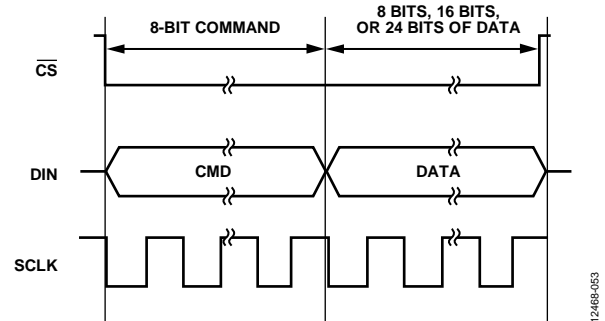 8-BIT COMMAND
8 BITS, 16 BITS,
OR 24 BITS OF DATA
CS
DIN
CMD
DATA
SCLK
12468-053